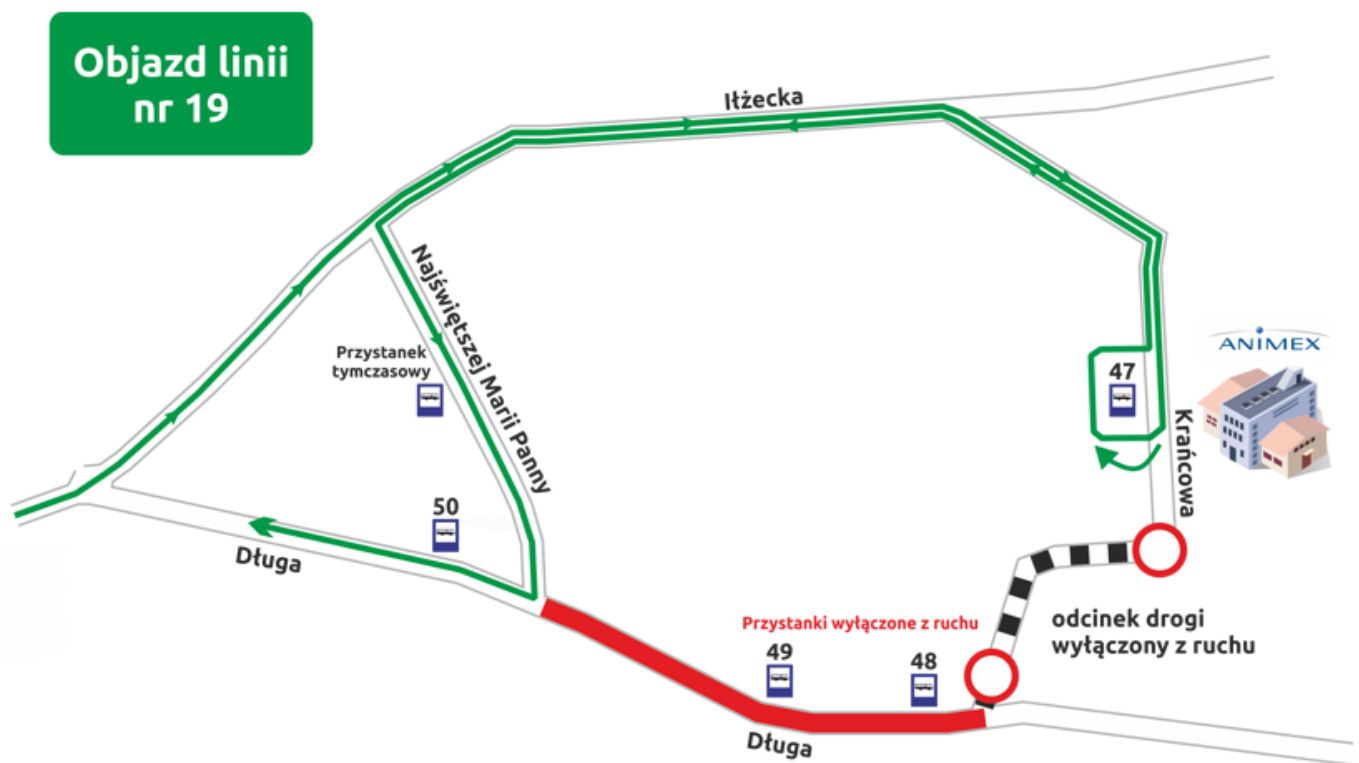 Objazd linii
nr 19
Iłżecka
Najświętszej Marii Panny
Przystanek
tymczasowy
ANIMEX
47
Krańcowa
50
Długa
Przystanki wyłączone z ruchu
odcinek drogi
wyłączony z ruchu
49
48
Długa